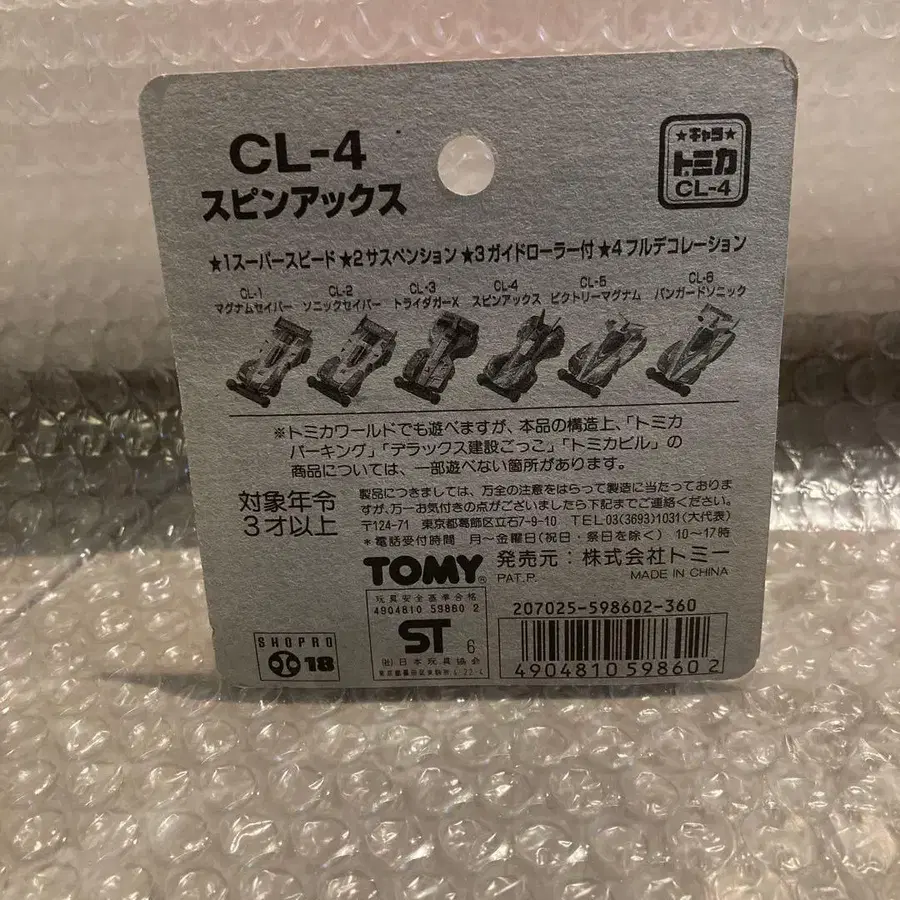 CL-4
スピンアックス
★キャラ★
トミカ
CL-4
★1スーパースピード★2サスペンション★3ガイドローラー付★4フルデコレーション
CL-1
マグナムセイバー
CL-2
ソニックセイバー
CL-3
トライダガーX
CL-4
スピンアックス
CL-5
ビクトリーマグナム
CL-6
バンガードソニック
※トミカワールドでも遊べますが、本品の構造上、「トミカ
パーキング」「デラックス建設ごっこ」「トミカビル」の
商品については、一部遊べない箇所があります。
対象年令
3才以上
製品につきましては、万全の注意をはらって製造に当たっておりま
すが、万一お気付きの点がございましたら下記までご連絡ください。
〒124-71 東京都葛飾区立石7-9-10 TEL03(3693)1031(大代表)
*電話受付時間 月〜金曜日(祝日・祭日を除く) 10〜17時
TOMY®
発売元:株式会社トミー
PAT.P. MADE IN CHINA
玩具安全基準合格
4904810 59860 2
ST 6
(社)日本玩具協会
207025-598602-360
4904810 598602
SHOPRO
18